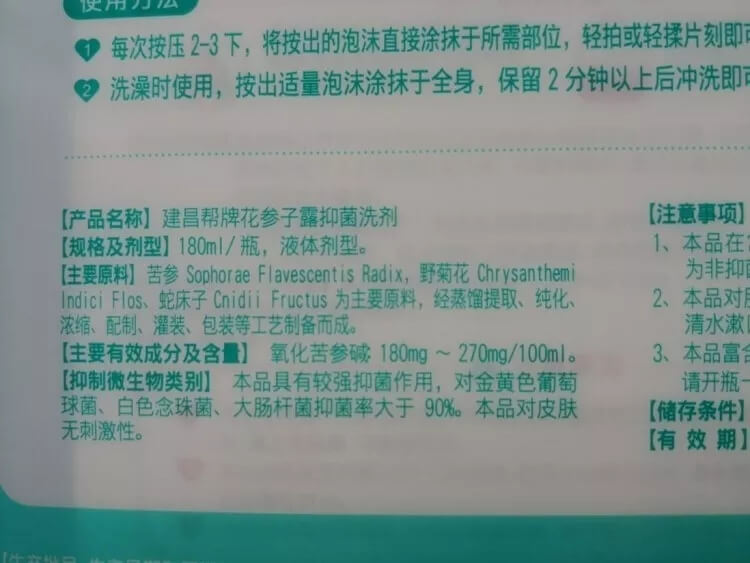 使用方法
1 每次按压2-3下，将按出的泡沫直接涂抹于所需部位，轻拍或轻揉片刻即可
2 洗澡时使用，按出适量泡沫涂抹于全身，保留2分钟以上后冲洗即可
【产品名称】建昌帮牌花参子露抑菌洗剂
【规格及剂型】180ml/瓶，液体剂型。
【主要原料】苦参 Sophorae Flavescentis Radix，野菊花 Chrysanthemi
Indici Flos、蛇床子 Cnidii Fructus 为主要原料，经蒸馏提取、纯化、
浓缩、配制、灌装、包装等工艺制备而成。
【主要有效成分及含量】 氧化苦参碱：180mg ～ 270mg/100ml。
【抑制微生物类别】 本品具有较强抑菌作用，对金黄色葡萄
球菌、白色念珠菌、大肠杆菌抑菌率大于 90%。本品对皮肤
无刺激性。
【注意事项】
1、本品在
为非抑菌
2、本品对
清水漱
3、本品富含
请开瓶
【储存条件】
【有 效 期】